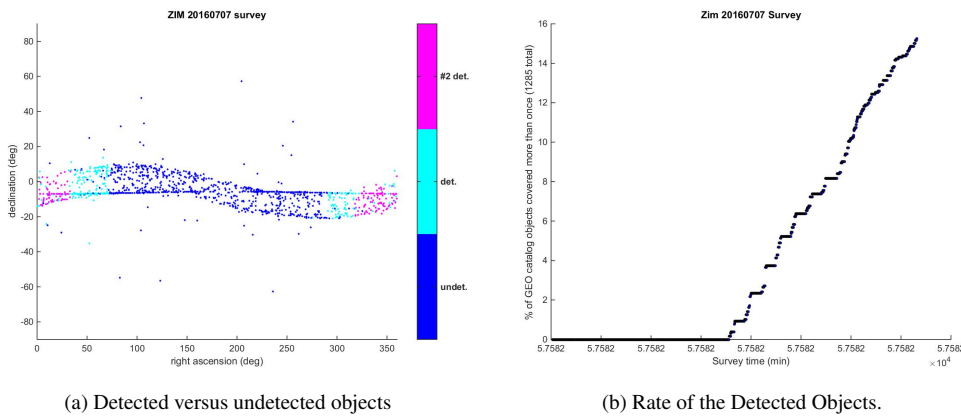 ZIM 20160707 survey
80
60
40
20
0
-20
-40
-60
-80
declination (deg)
0 50 100 150 200 250 300 350
right ascension (deg)
#2 det.
det.
undet.
(a) Detected versus undetected objects
Zim 20160707 Survey
16
14
12
10
8
6
4
2
0
% of GEO catalog objects covered more than once (1285 total)
5.7582 5.7582 5.7582 5.7582 5.7582 5.7582 5.7582 5.7582 5.7582
×10⁴
Survey time (min)
(b) Rate of the Detected Objects.